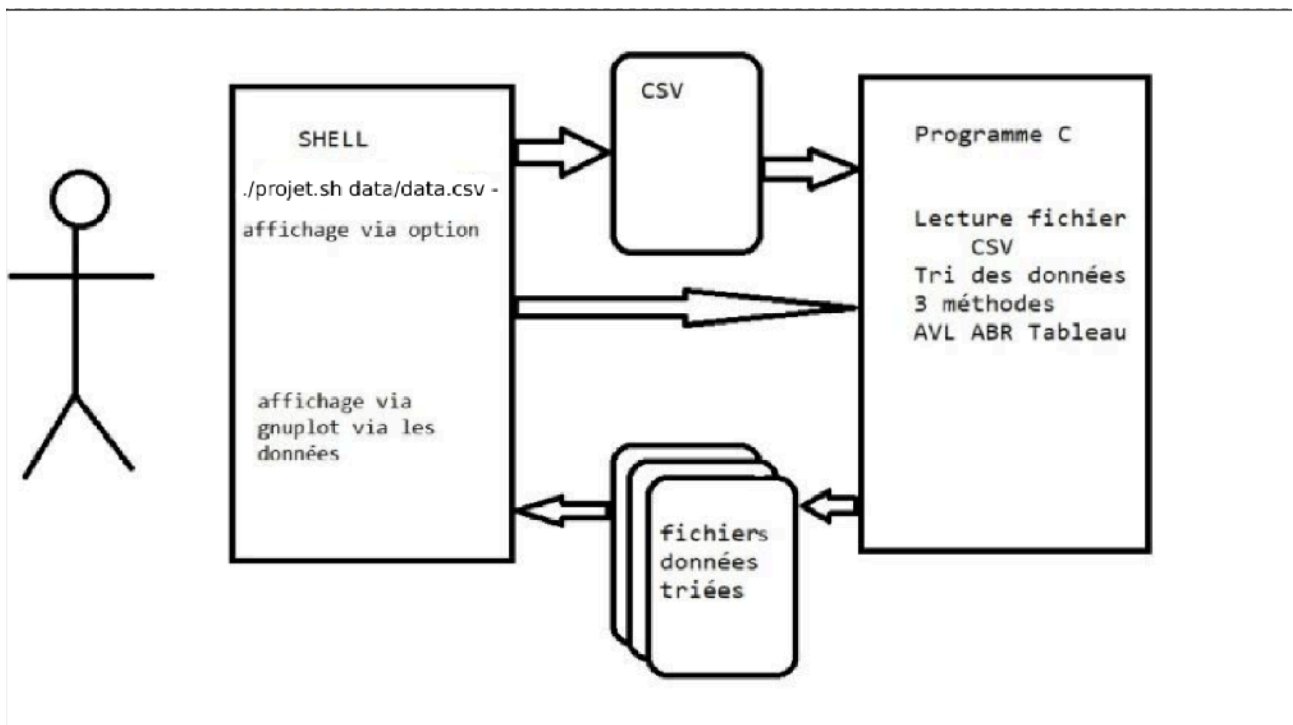 SHELL
./projet.sh data/data.csv -
affichage via option
affichage via
gnuplot via les
données
CSV
Programme C
Lecture fichier
CSV
Tri des données
3 méthodes
AVL ABR Tableau
fichiers
données
triées